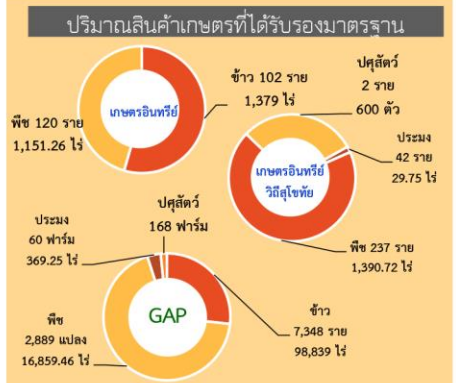 ปริมาณสินค้าเกษตรที่ได้รับรองมาตรฐาน
เกษตรอินทรีย์
ข้าว 102 ราย
1,379 ไร่
พืช 120 ราย
1,151.26 ไร่
ปศุสัตว์
2 ราย
600 ตัว
ประมง
42 ราย
29.75 ไร่
เกษตรอินทรีย์
วิถีสุโขทัย
พืช 237 ราย
1,390.72 ไร่
ปศุสัตว์
168 ฟาร์ม
ประมง
60 ฟาร์ม
369.25 ไร่
GAP
ข้าว
7,348 ราย
98,839 ไร่
พืช
2,889 แปลง
16,859.46 ไร่